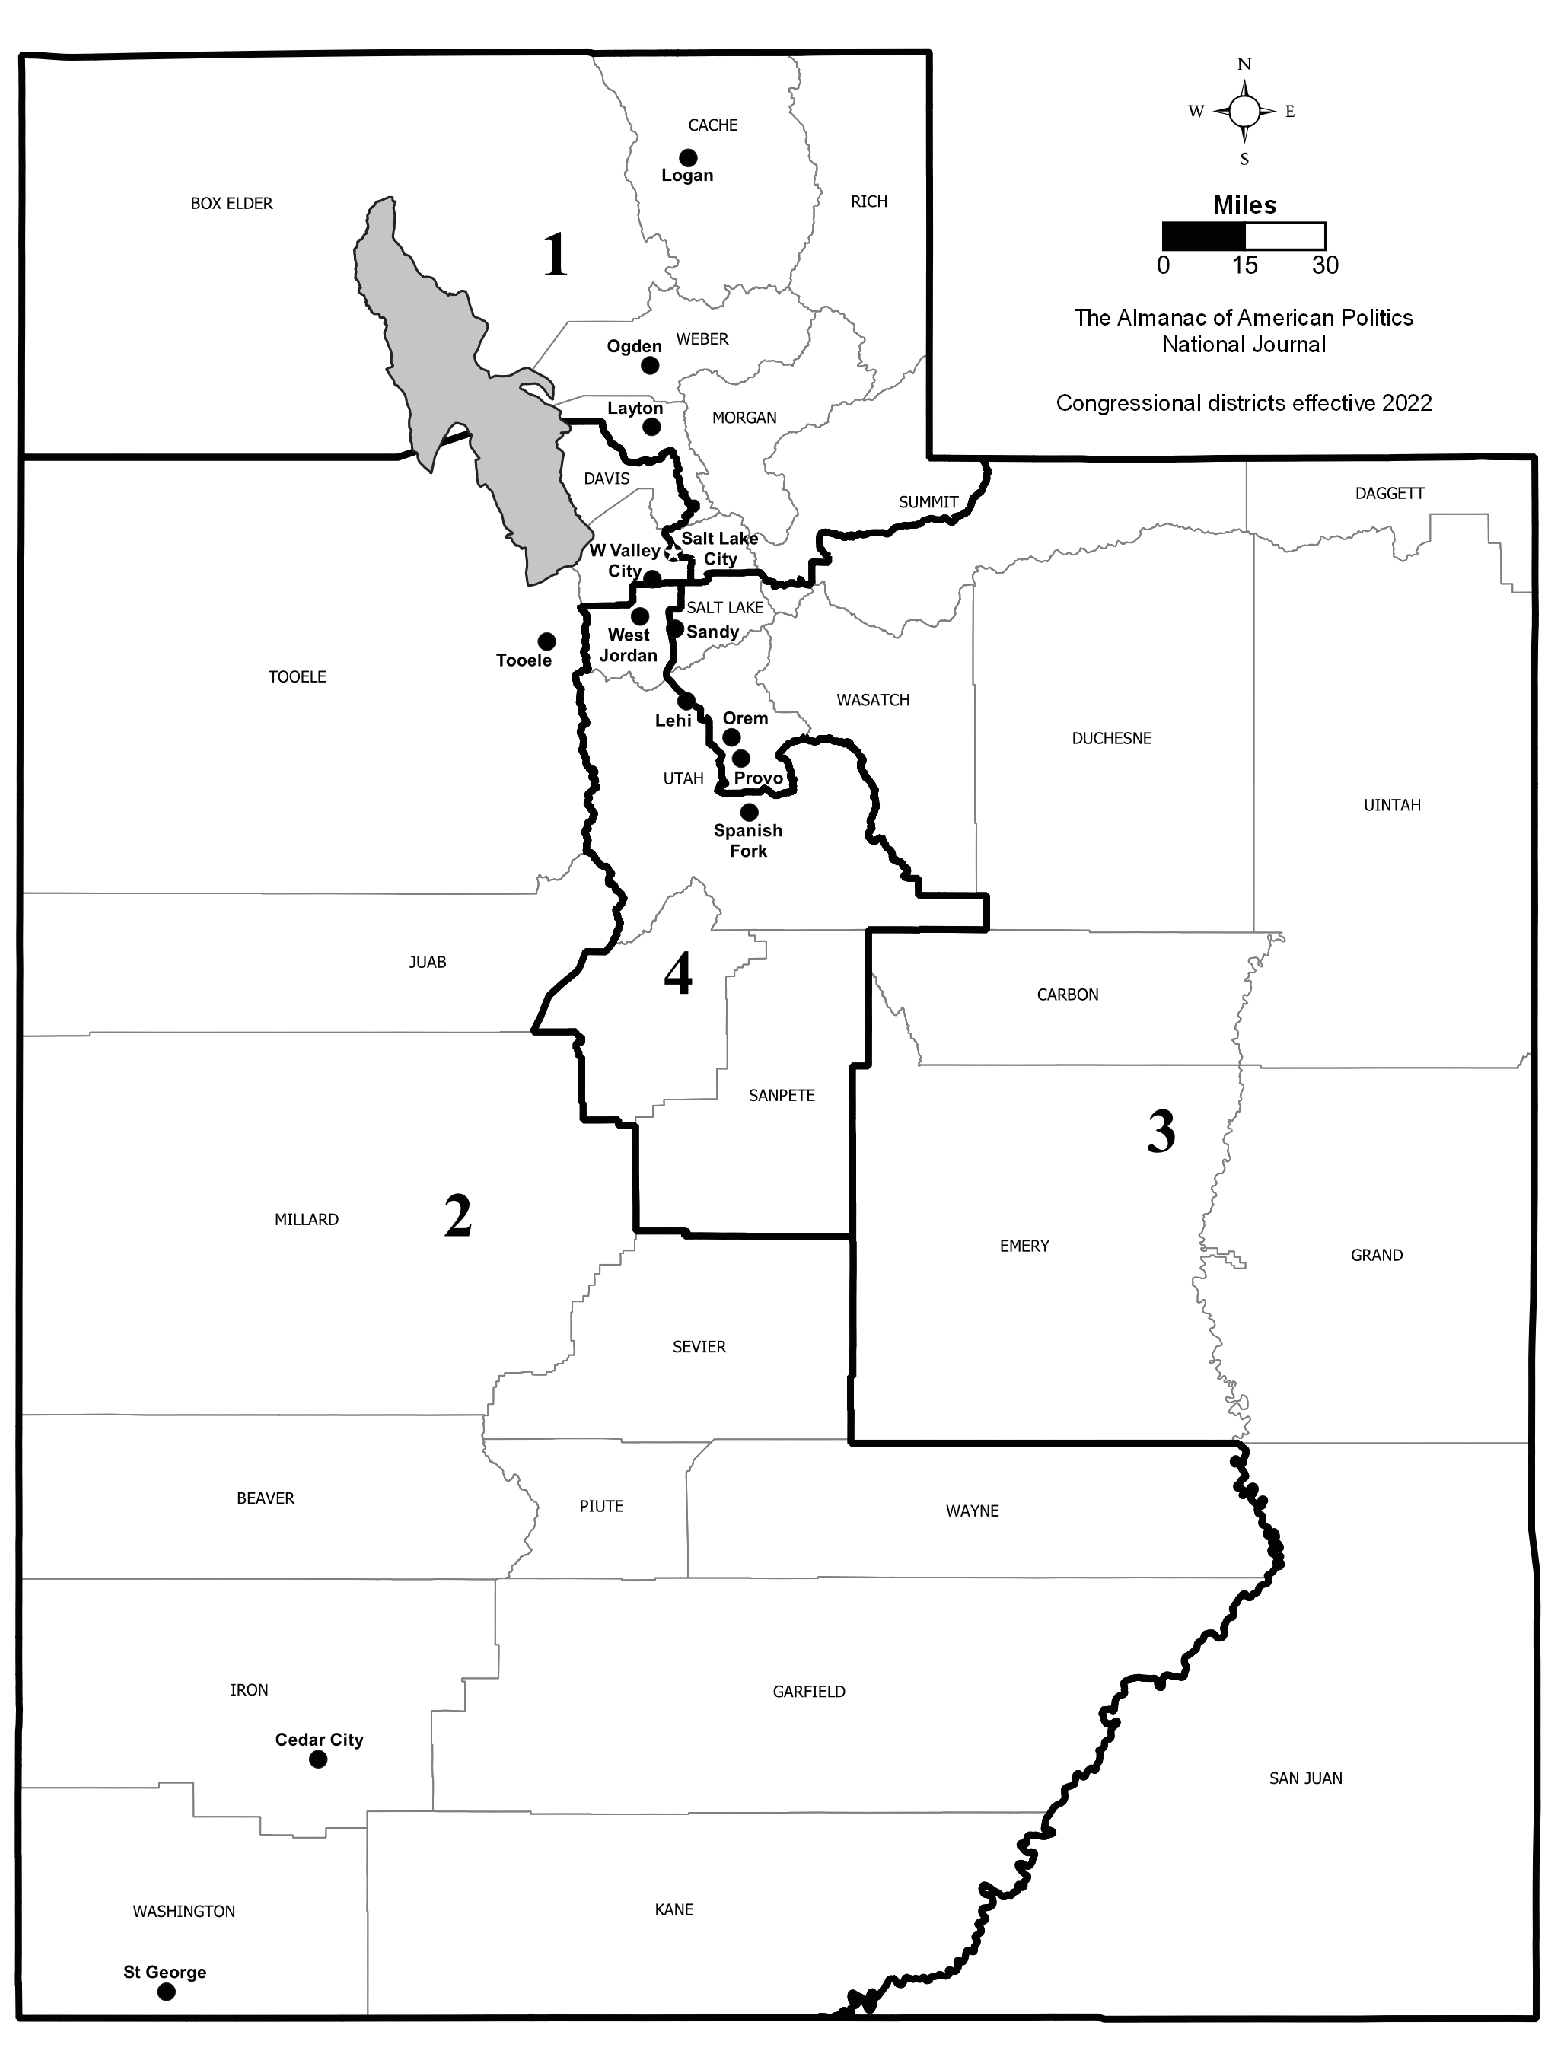 N
W E
S
Miles
0 15 30
The Almanac of American Politics
National Journal
Congressional districts effective 2022
CACHE
Logan
BOX ELDER
RICH
1
WEBER
Ogden
Layton
MORGAN
DAVIS
SUMMIT
DAGGETT
Salt Lake
City
W Valley
City
SALT LAKE
Sandy
West
Jordan
Tooele
TOOELE
WASATCH
Lehi
Orem
DUCHESNE
UTAH
Provo
UINTAH
Spanish
Fork
JUAB
4
CARBON
SANPETE
3
MILLARD
2
EMERY
GRAND
SEVIER
BEAVER
PIUTE
WAYNE
IRON
GARFIELD
Cedar City
SAN JUAN
WASHINGTON
KANE
St George